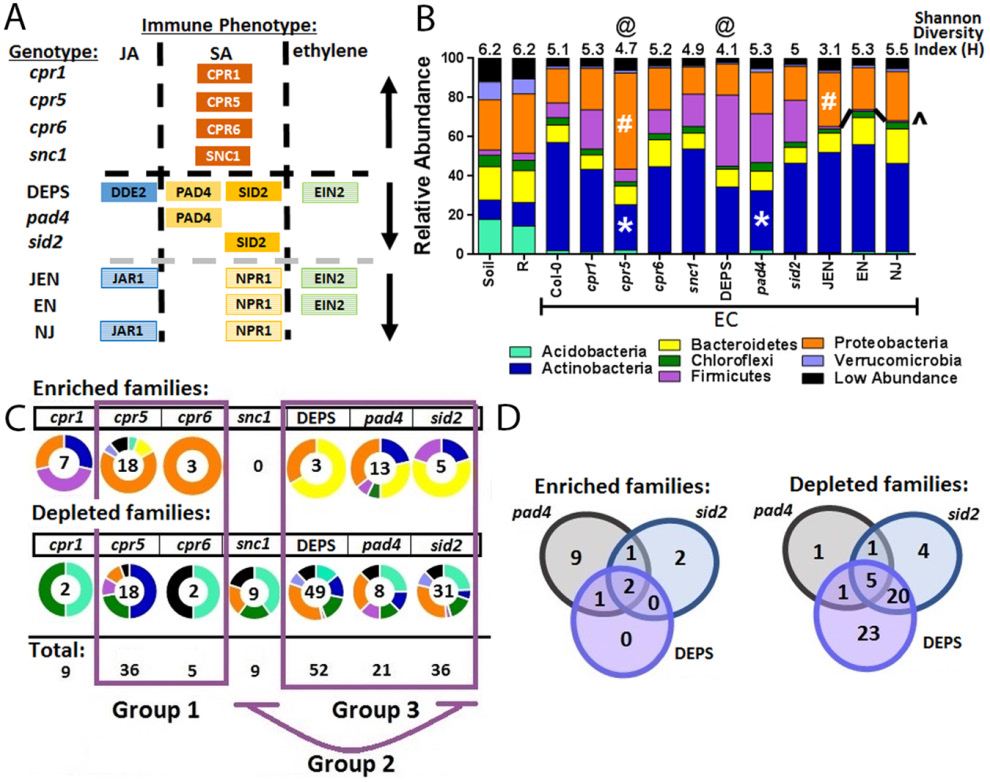 A
Immune Phenotype:
Genotype: JA SA ethylene
cpr1 CPR1
cpr5 CPR5
cpr6 CPR6
snc1 SNC1
DEPS DDE2 PAD4 SID2 EIN2
pad4 PAD4
sid2 SID2
JEN JAR1 NPR1 EIN2
EN NPR1 EIN2
NJ JAR1 NPR1
B
@ @
6.2 6.2 5.1 5.3 4.7 5.2 4.9 4.1 5.3 5 3.1 5.3 5.5
Shannon
Diversity
Index (H)
Relative Abundance
100
80
60
40
20
0
# #
* *
^
Soil R Col-0 cpr1 cpr5 cpr6 snc1 DEPS pad4 sid2 JEN EN NJ
EC
Acidobacteria
Actinobacteria
Bacteroidetes
Chloroflexi
Firmicutes
Proteobacteria
Verrucomicrobia
Low Abundance
C
Enriched families:
cpr1 cpr5 cpr6 snc1 DEPS pad4 sid2
7 18 3 0 3 13 5
Depleted families:
cpr1 cpr5 cpr6 snc1 DEPS pad4 sid2
2 18 2 9 49 8 31
Total:
9 36 5 9 52 21 36
Group 1 Group 3
Group 2
D
Enriched families:
pad4 sid2
9 1 2
2
1 0
0
DEPS
Depleted families:
pad4 sid2
1 1 4
5
1 20
23
DEPS